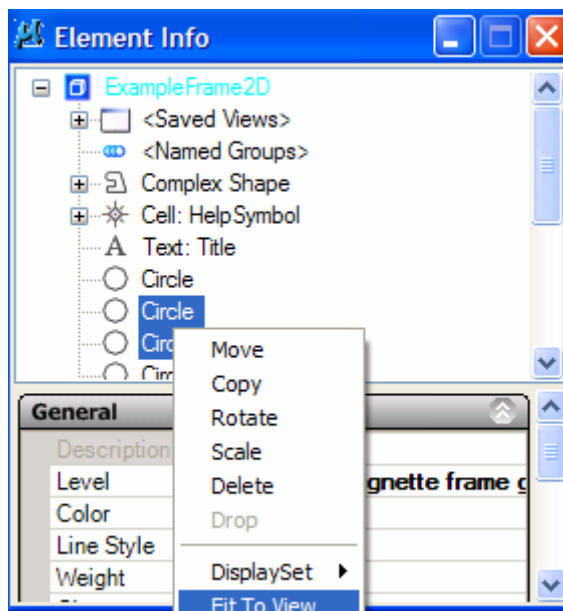 Element Info
ExampleFrame2D
<Saved Views>
<Named Groups>
Complex Shape
Cell: HelpSymbol
Text: Title
Circle
Circle
Move
Copy
Rotate
Scale
Delete
Drop
DisplaySet
Fit To View
General
Description
Level frame
Color
Line Style
Weight